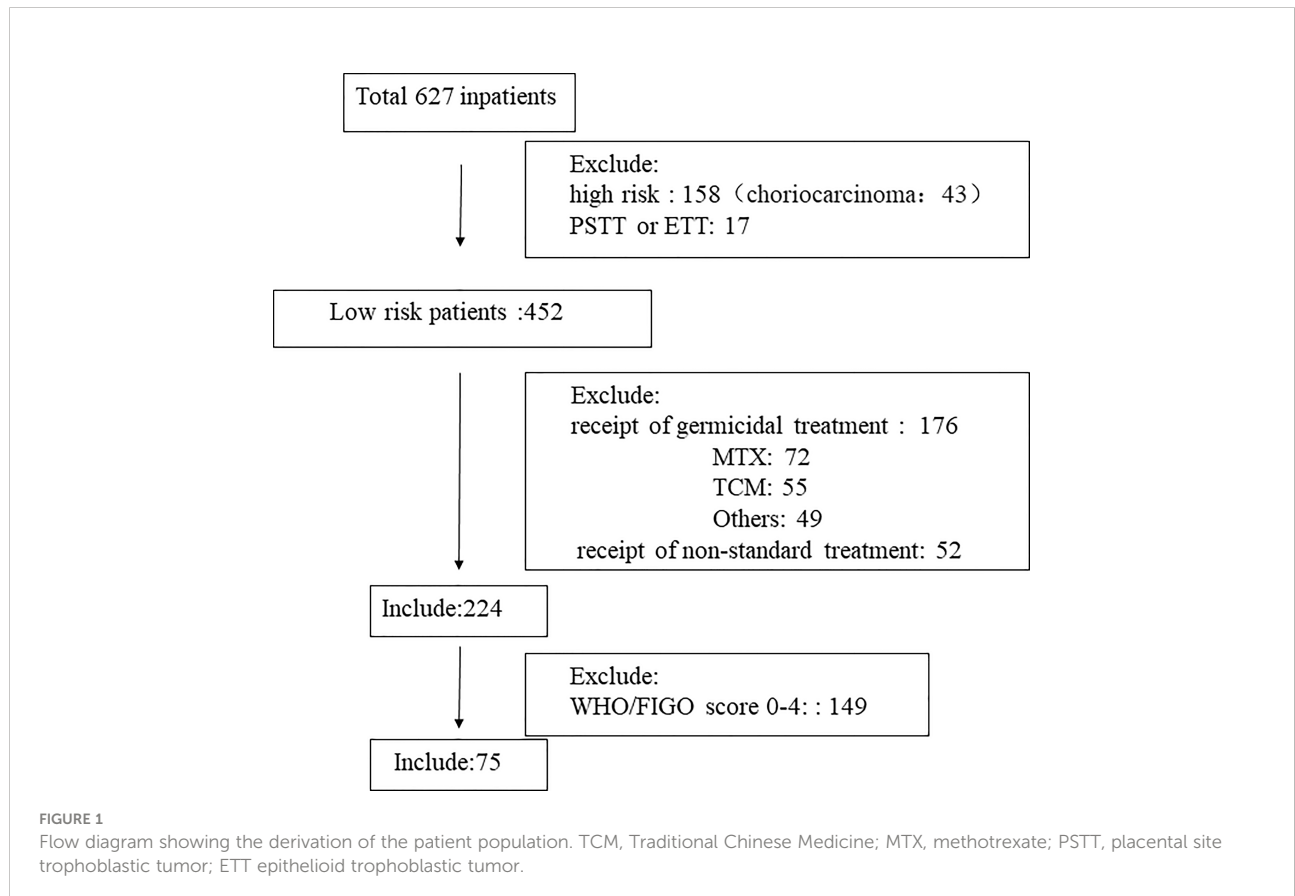 Total 627 inpatients
Exclude:
high risk : 158（choriocarcinoma：43）
PSTT or ETT: 17
Low risk patients :452
Exclude:
receipt of germicidal treatment : 176
MTX: 72
TCM: 55
Others: 49
receipt of non-standard treatment: 52
Include:224
Exclude:
WHO/FIGO score 0-4: : 149
Include:75
FIGURE 1
Flow diagram showing the derivation of the patient population. TCM, Traditional Chinese Medicine; MTX, methotrexate; PSTT, placental site
trophoblastic tumor; ETT epithelioid trophoblastic tumor.